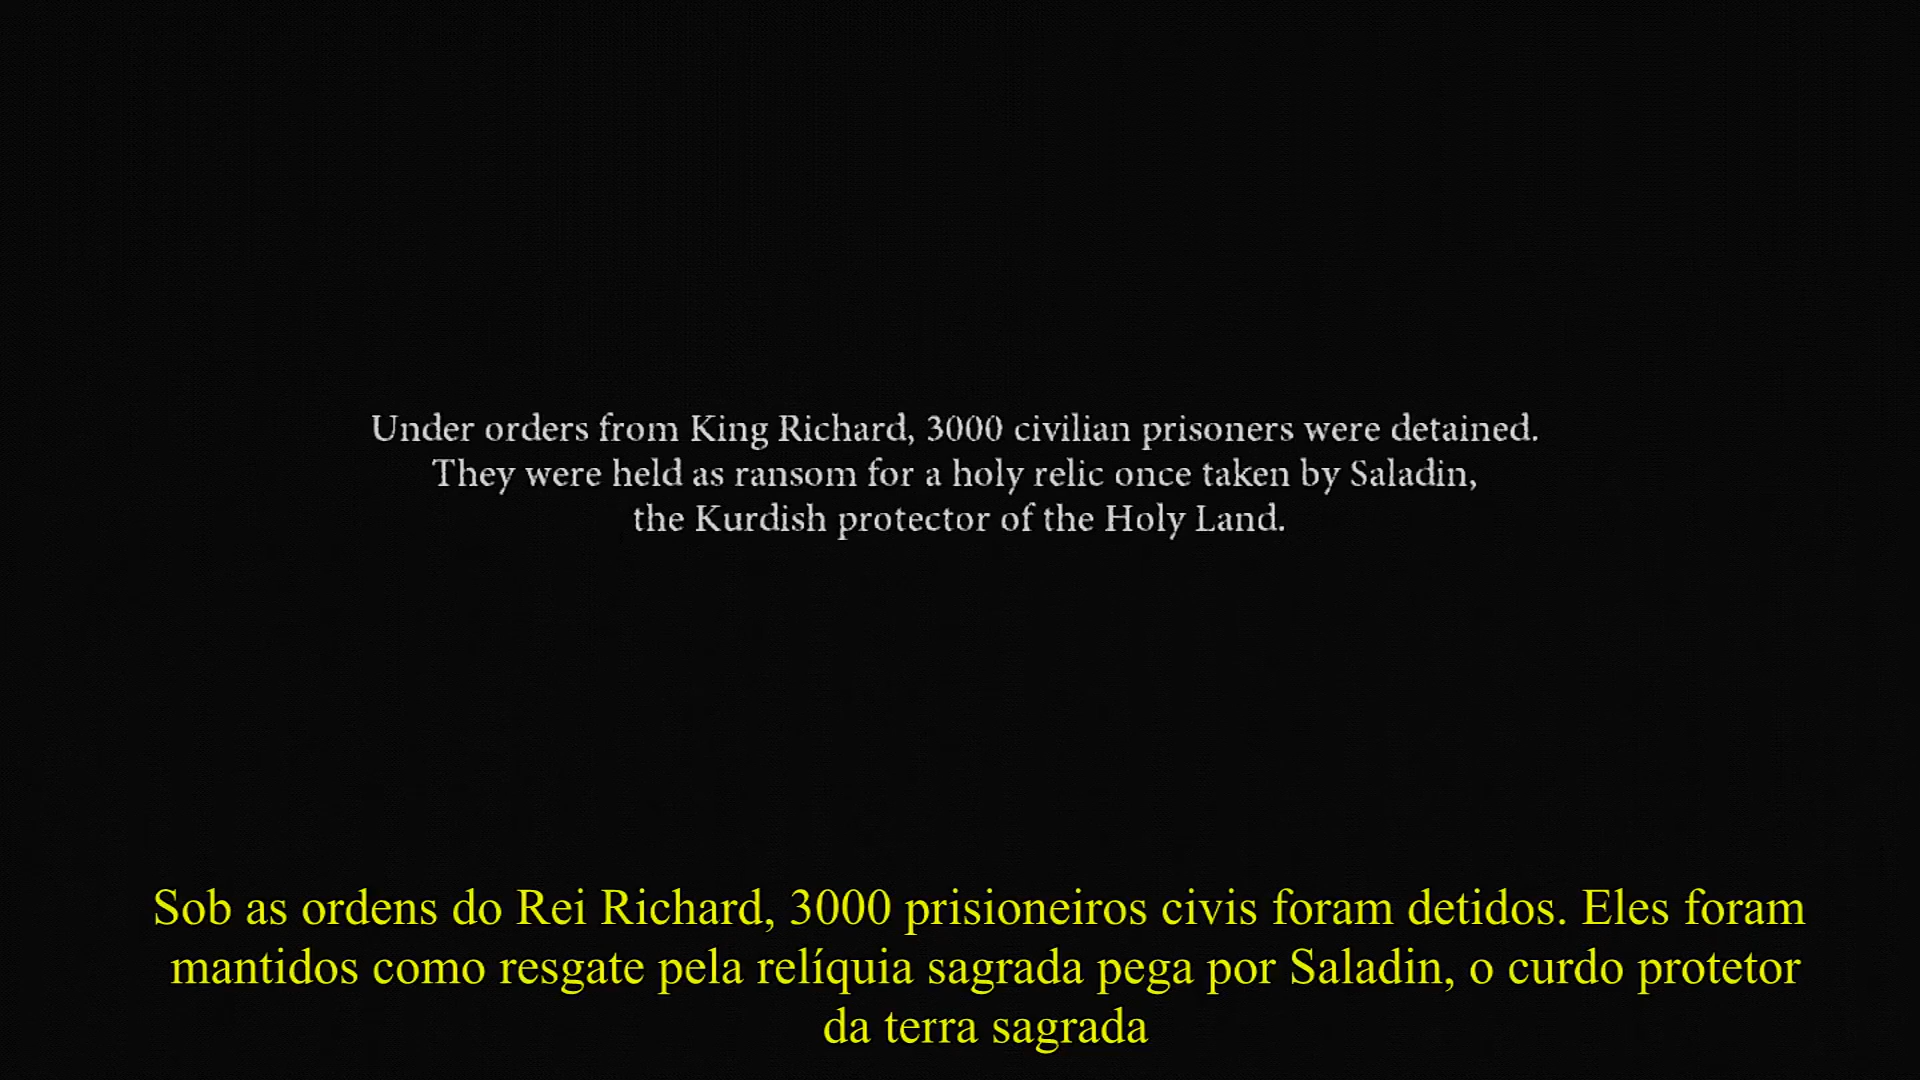 Under orders from King Richard, 3000 civilian prisoners were detained.
They were held as ransom for a holy relic once taken by Saladin,
the Kurdish protector of the Holy Land.
Sob as ordens do Rei Richard, 3000 prisioneiros civis foram detidos. Eles foram
mantidos como resgate pela relíquia sagrada pega por Saladin, o curdo protetor
da terra sagrada